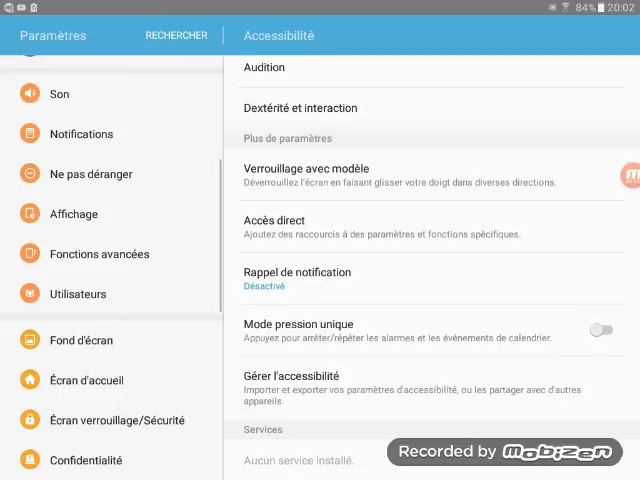 84% 20:02
Paramètres
RECHERCHER
Accessibilité
Son
Notifications
Ne pas déranger
Affichage
Fonctions avancées
Utilisateurs
Fond d'écran
Écran d'accueil
Écran verrouillage/Sécurité
Confidentialité
Audition
Dextérité et interaction
Plus de paramètres
Verrouillage avec modèle
Déverrouillez l'écran en faisant glisser votre doigt dans diverses directions.
Accès direct
Ajoutez des raccourcis à des paramètres et fonctions spécifiques.
Rappel de notification
Désactivé
Mode pression unique
Appuyez pour arrêter/répéter les alarmes et les événements de calendrier.
Gérer l'accessibilité
Importer et exporter vos paramètres d'accessibilité, ou les partager avec d'autres
appareils.
Services
Aucun service installé.
Recorded by Mobizen